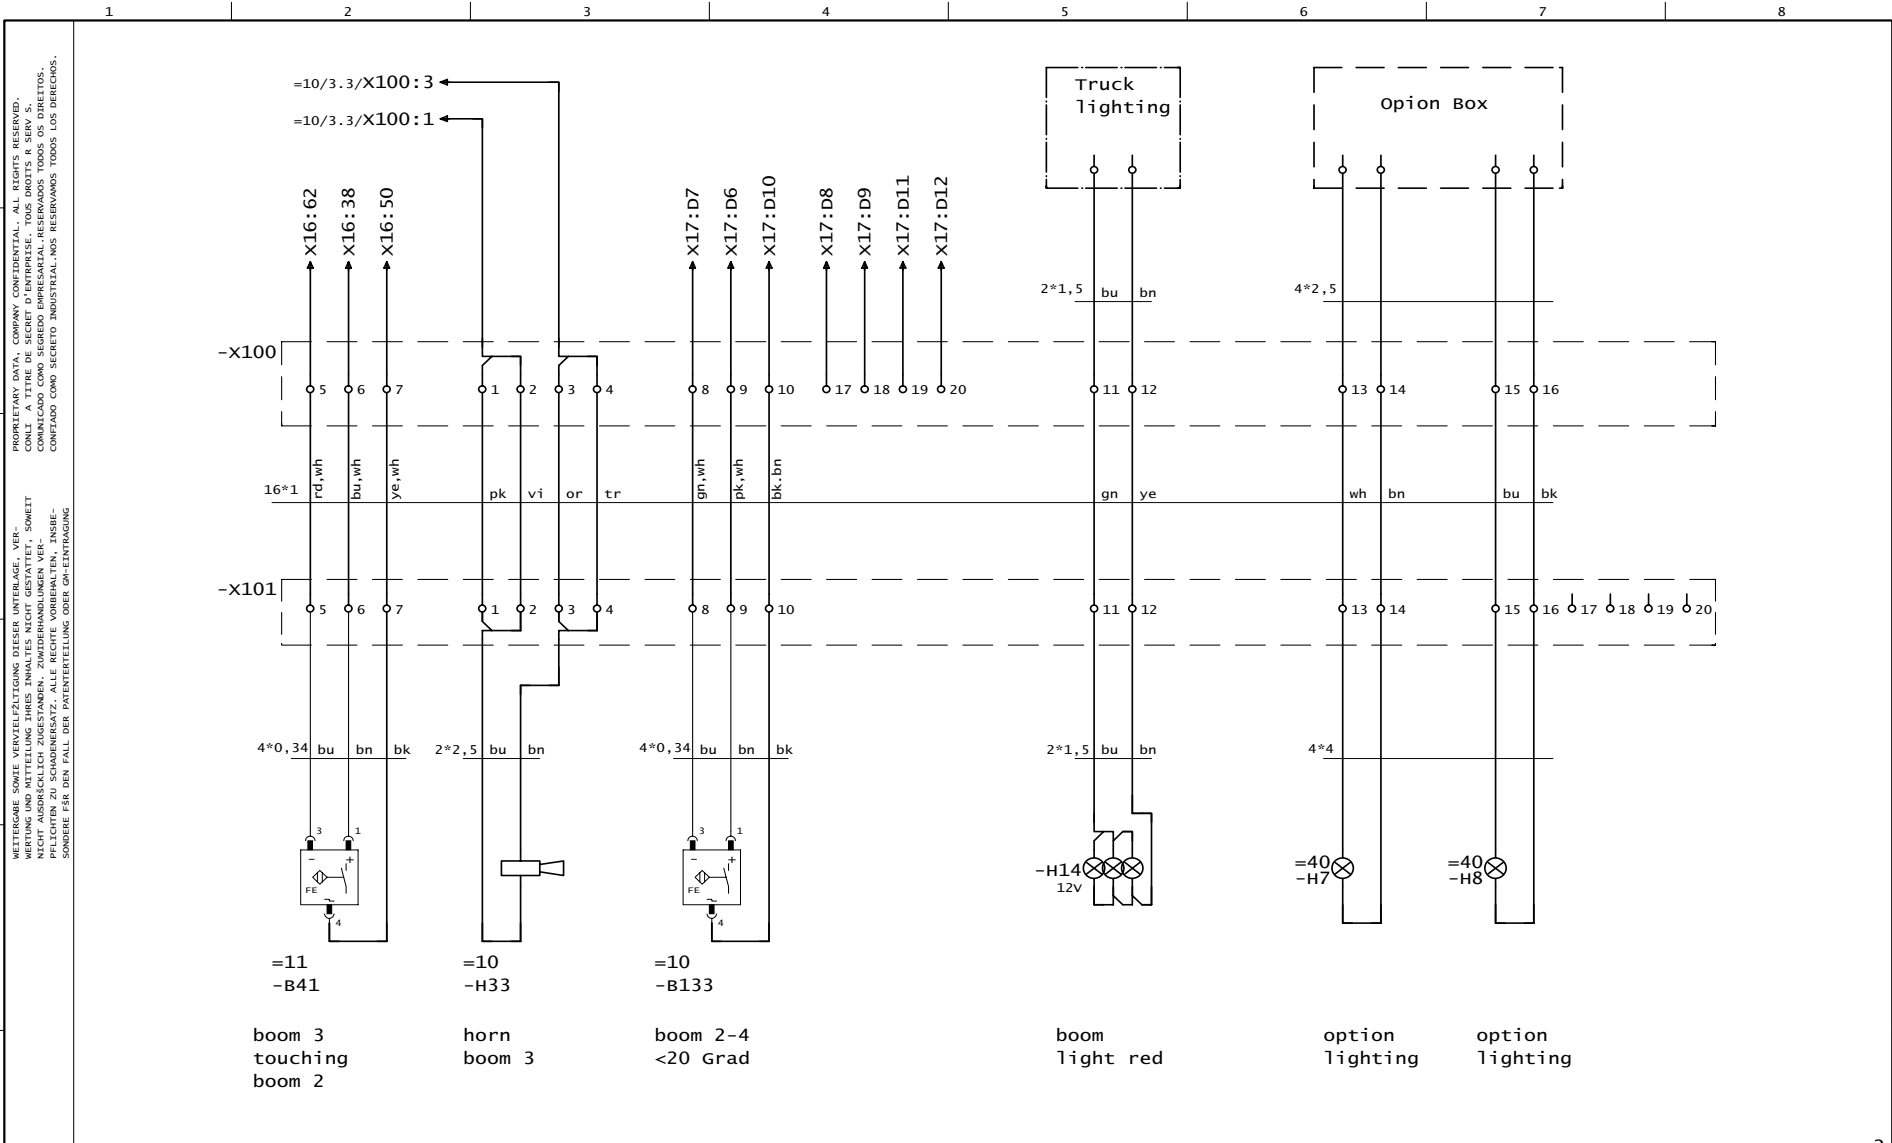 1 2 3 4 5 6 7 8
PROPRIETARY DATA, COMPANY CONFIDENTIAL. ALL RIGHTS RESERVED.
CONLI A TITRE DE SECRET D'ENTRPRISE. TOUS DROITS R SERV S.
COMUNICADO COMO SEGREDO EMPRESARIAL.RESERVADOS TODOS OS DIREITOS.
CONFIADO COMO SECRETO INDUSTRIAL.NOS RESERVAMOS TODOS LOS DERECHOS.
WEITERGABE SOWIE VERVIELFŽLTIGUNG DIESER UNTERLAGE, VER-
WERTUNG UND MITTEILUNG IHRES INHALTES NICHT GESTATTET, SOWEIT
NICHT AUSDRŠCKLICH ZUGESTANDEN. ZUWIDERHANDLUNGEN VER-
PFLICHTEN ZU SCHADENERSATZ. ALLE RECHTE VORBEHALTEN, INSBE-
SONDERE FŠR DEN FALL DER PATENTERTEILUNG ODER GM-EINTRAGUNG
=10/3.3/X100:3
=10/3.3/X100:1
Truck
lighting
Opion Box
X16:62
X16:38
X16:50
X17:D7
X17:D6
X17:D10
X17:D8
X17:D9
X17:D11
X17:D12
2*1,5 bu bn
4*2,5
-X100
5 6 7 1 2 3 4 8 9 10 17 18 19 20 11 12 13 14 15 16
16*1 rd,wh bu,wh ye,wh pk vi or tr gn,wh pk,wh bk.bn gn ye wh bn bu bk
-X101
5 6 7 1 2 3 4 8 9 10 11 12 13 14 15 16 17 18 19 20
4*0,34 bu bn bk
2*2,5 bu bn
4*0,34 bu bn bk
2*1,5 bu bn
4*4
3 1
- +
FE
4
3 1
- +
FE
4
-H14
12V
=40
-H7
=40
-H8
=11
-B41
=10
-H33
=10
-B133
boom 3
touching
boom 2
horn
boom 3
boom 2-4
<20 Grad
boom
light red
option
lighting
option
lighting